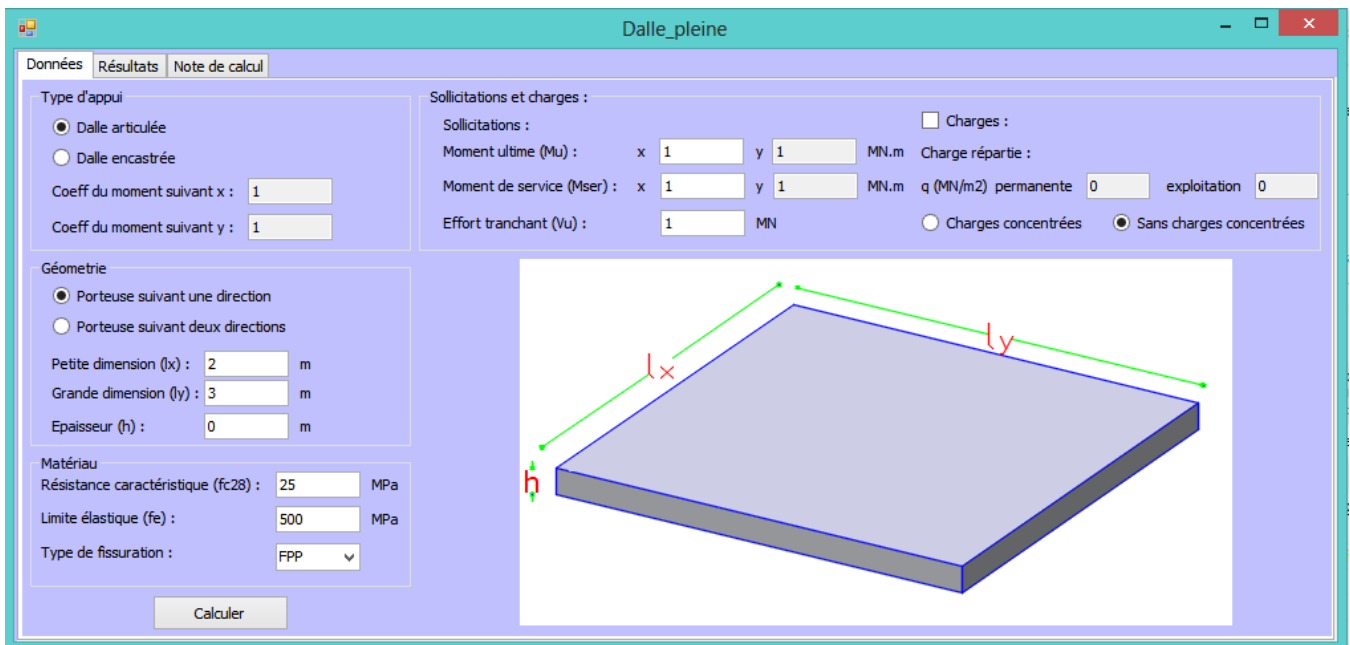 Dalle_pleine
Données Résultats Note de calcul
Type d'appui
Dalle articulée
Dalle encastrée
Coeff du moment suivant x : 1
Coeff du moment suivant y : 1
Sollicitations et charges :
Sollicitations :
Moment ultime (Mu) : x 1 y 1 MN.m
Moment de service (Mser) : x 1 y 1 MN.m
Effort tranchant (Vu) : 1 MN
Charges :
Charge répartie :
q (MN/m2) permanente 0 exploitation 0
Charges concentrées Sans charges concentrées
Géometrie
Porteuse suivant une direction
Porteuse suivant deux directions
Petite dimension (lx) : 2 m
Grande dimension (ly) : 3 m
Epaisseur (h) : 0 m
Matériau
Résistance caractéristique (fc28) : 25 MPa
Limite élastique (fe) : 500 MPa
Type de fissuration : FPP
Calculer
lx
ly
h